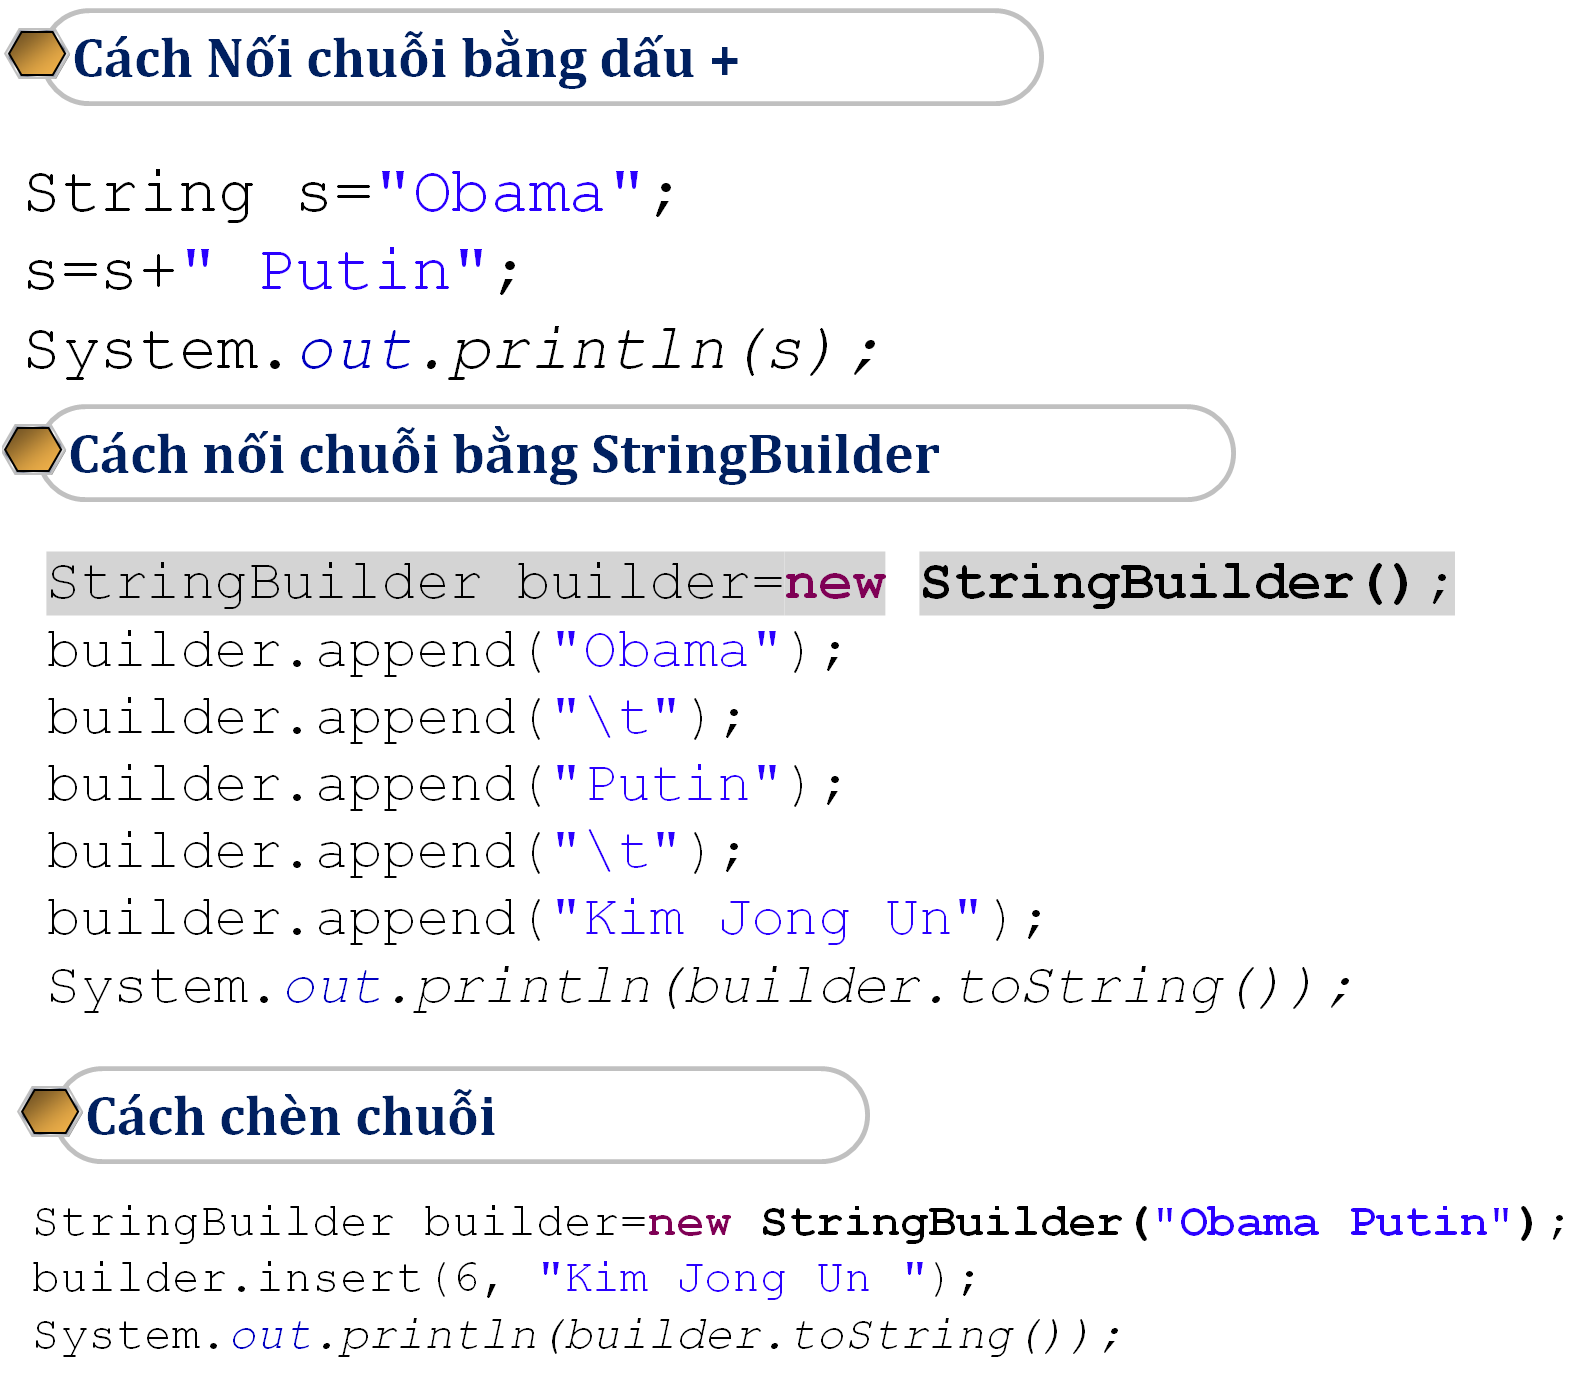 Cách Nối chuỗi bằng dấu +
String s="Obama";
s=s+" Putin";
System.out.println(s);
Cách nối chuỗi bằng StringBuilder
StringBuilder builder=new StringBuilder();
builder.append("Obama");
builder.append("\t");
builder.append("Putin");
builder.append("\t");
builder.append("Kim Jong Un");
System.out.println(builder.toString());
Cách chèn chuỗi
StringBuilder builder=new StringBuilder("Obama Putin");
builder.insert(6, "Kim Jong Un ");
System.out.println(builder.toString());